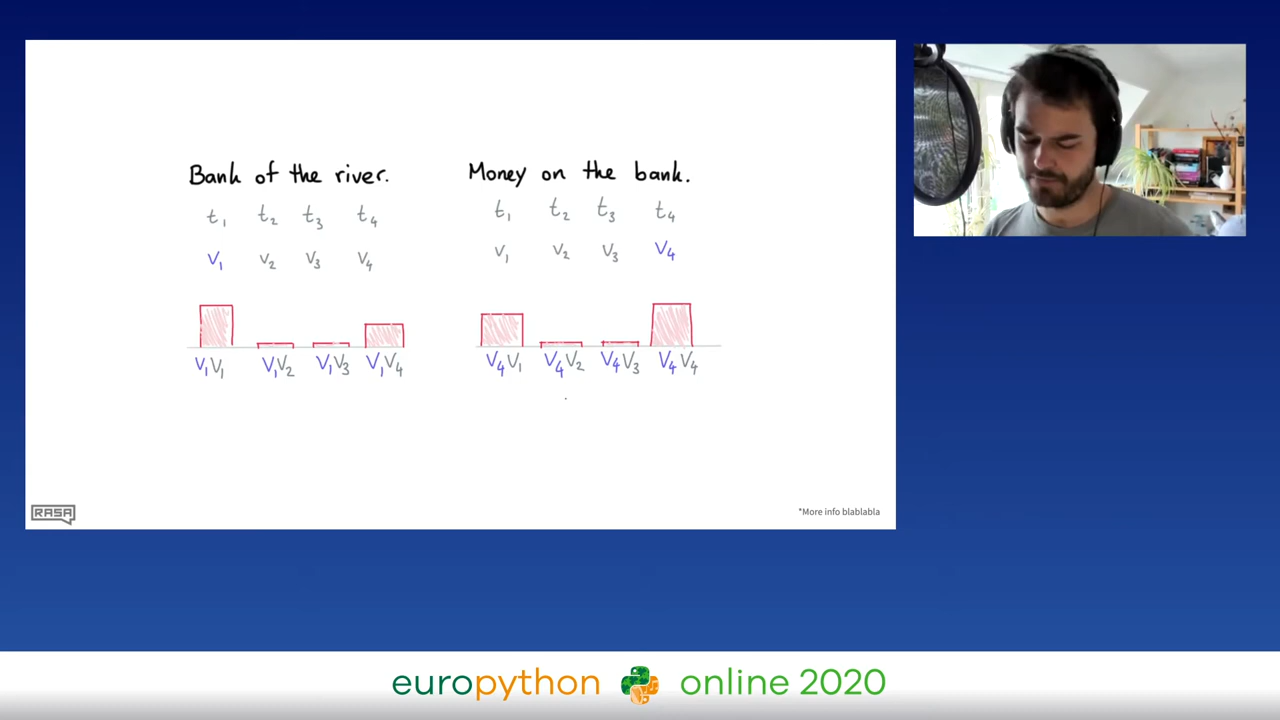 Bank of the river.
t₁ t₂ t₃ t₄
v₁ v₂ v₃ v₄
v₁v₁ v₁v₂ v₁v₃ v₁v₄
Money on the bank.
t₁ t₂ t₃ t₄
v₁ v₂ v₃ v₄
v₄v₁ v₄v₂ v₄v₃ v₄v₄
RASA
*More info blablabla
europython online 2020